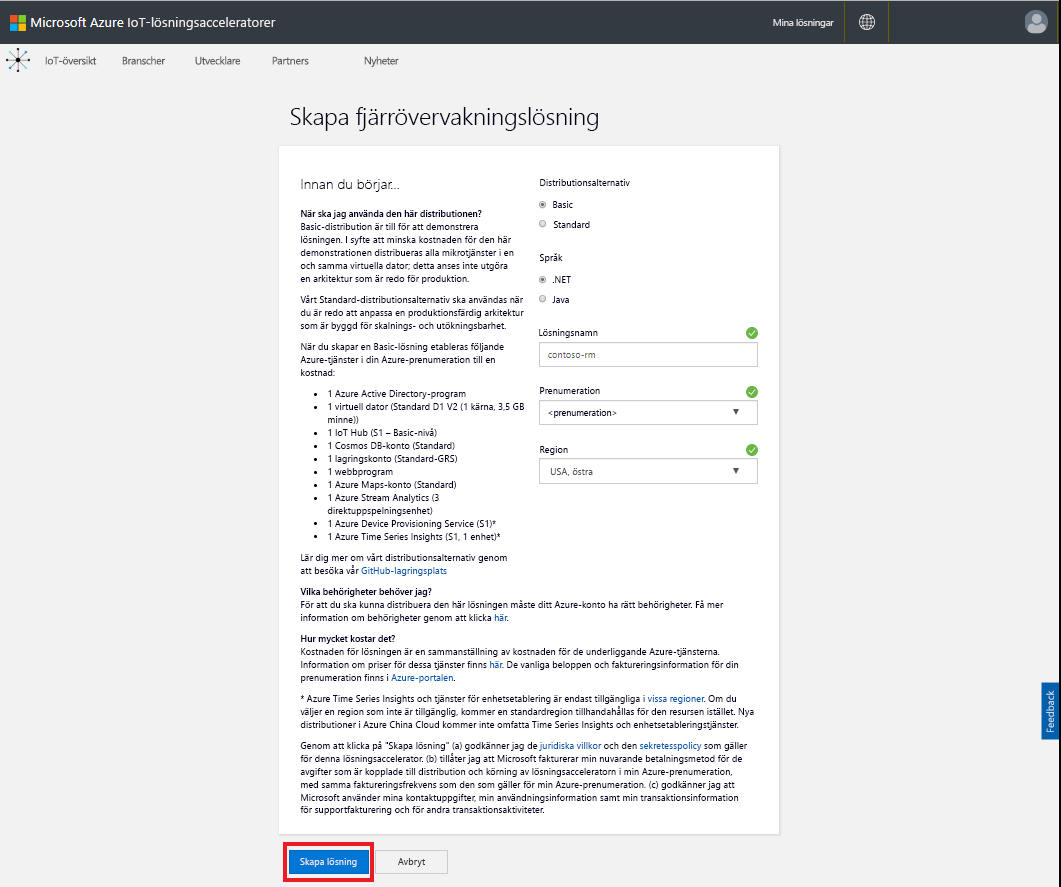 Microsoft Azure IoT-lösningsacceleratorer
Mina lösningar
IoT-översikt
Branscher
Utvecklare
Partners
Nyheter
Skapa fjärrövervakningslösning
Innan du börjar...
När ska jag använda den här distributionen?
Basic-distribution är till för att demonstrera
lösningen. I syfte att minska kostnaden för den här
demonstrationen distribueras alla mikrotjänster i en
och samma virtuella dator; detta anses inte utgöra
en arkitektur som är redo för produktion.
Vårt Standard-distributionsalternativ ska användas när
du är redo att anpassa en produktionsfärdig arkitektur
som är byggd för skalnings- och utökningsbarhet.
När du skapar en Basic-lösning etableras följande
Azure-tjänster i din Azure-prenumeration till en
kostnad:
• 1 Azure Active Directory-program
• 1 virtuell dator (Standard D1 V2 (1 kärna, 3,5 GB
minne))
• 1 IoT Hub (S1 – Basic-nivå)
• 1 Cosmos DB-konto (Standard)
• 1 lagringskonto (Standard-GRS)
• 1 webbprogram
• 1 Azure Maps-konto (Standard)
• 1 Azure Stream Analytics (3
direktuppspelningsenhet)
• 1 Azure Device Provisioning Service (S1)*
• 1 Azure Time Series Insights (S1, 1 enhet)*
Lär dig mer om vårt distributionsalternativ genom
att besöka vår GitHub-lagringsplats
Distributionsalternativ
Basic
Standard
Språk
.NET
Java
Lösningsnamn
contoso-rm
Prenumeration
<prenumeration>
Region
USA, östra
Vilka behörigheter behöver jag?
För att du ska kunna distribuera den här lösningen måste ditt Azure-konto ha rätt behörigheter. Få mer
information om behörigheter genom att klicka här.
Hur mycket kostar det?
Kostnaden för lösningen är en sammanställning av kostnaden för de underliggande Azure-tjänsterna.
Information om priser för dessa tjänster finns här. De vanliga beloppen och faktureringsinformation för din
prenumeration finns i Azure-portalen.
* Azure Time Series Insights och tjänster för enhetsetablering är endast tillgängliga i vissa regioner. Om du
väljer en region som inte är tillgänglig, kommer en standardregion tillhandahållas för den resursen istället. Nya
distributioner i Azure China Cloud kommer inte omfatta Time Series Insights och enhetsetableringstjänster.
Genom att klicka på "Skapa lösning" (a) godkänner jag de juridiska villkor och den sekretesspolicy som gäller
för denna lösningsaccelerator. (b) tillåter jag att Microsoft fakturerar min nuvarande betalningsmetod för de
avgifter som är kopplade till distribution och körning av lösningsacceleratorn i min Azure-prenumeration,
med samma faktureringsfrekvens som den som gäller för min Azure-prenumeration. (c) godkänner jag att
Microsoft använder mina kontaktuppgifter, min användningsinformation samt min transaktionsinformation
för supportfakturering och för andra transaktionsaktiviteter.
Feedback
Skapa lösning
Avbryt